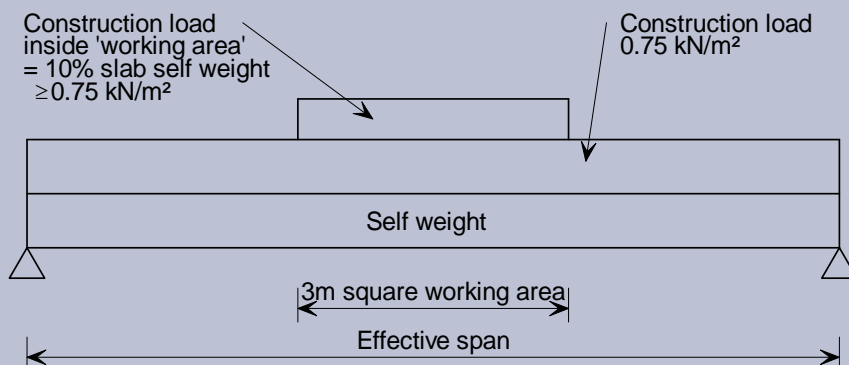 Construction load
inside 'working area'
= 10% slab self weight
≥0.75 kN/m²
Construction load
0.75 kN/m²
Self weight
3m square working area
Effective span